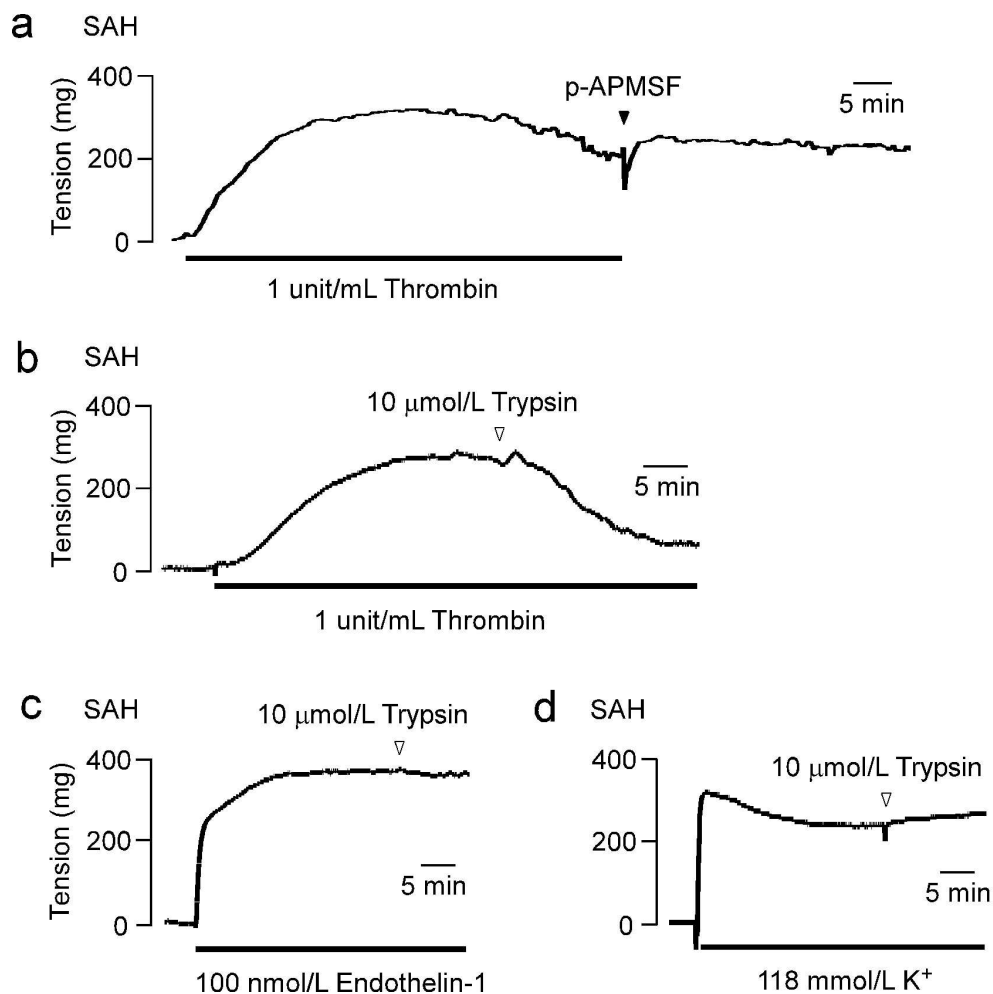 a SAH
p-APMSF
5 min
Tension (mg)
400
200
0
1 unit/mL Thrombin
b SAH
10 μmol/L Trypsin
5 min
Tension (mg)
400
200
0
1 unit/mL Thrombin
c SAH
10 μmol/L Trypsin
Tension (mg)
400
200
0
5 min
100 nmol/L Endothelin-1
d SAH
10 μmol/L Trypsin
400
200
0
5 min
118 mmol/L K⁺